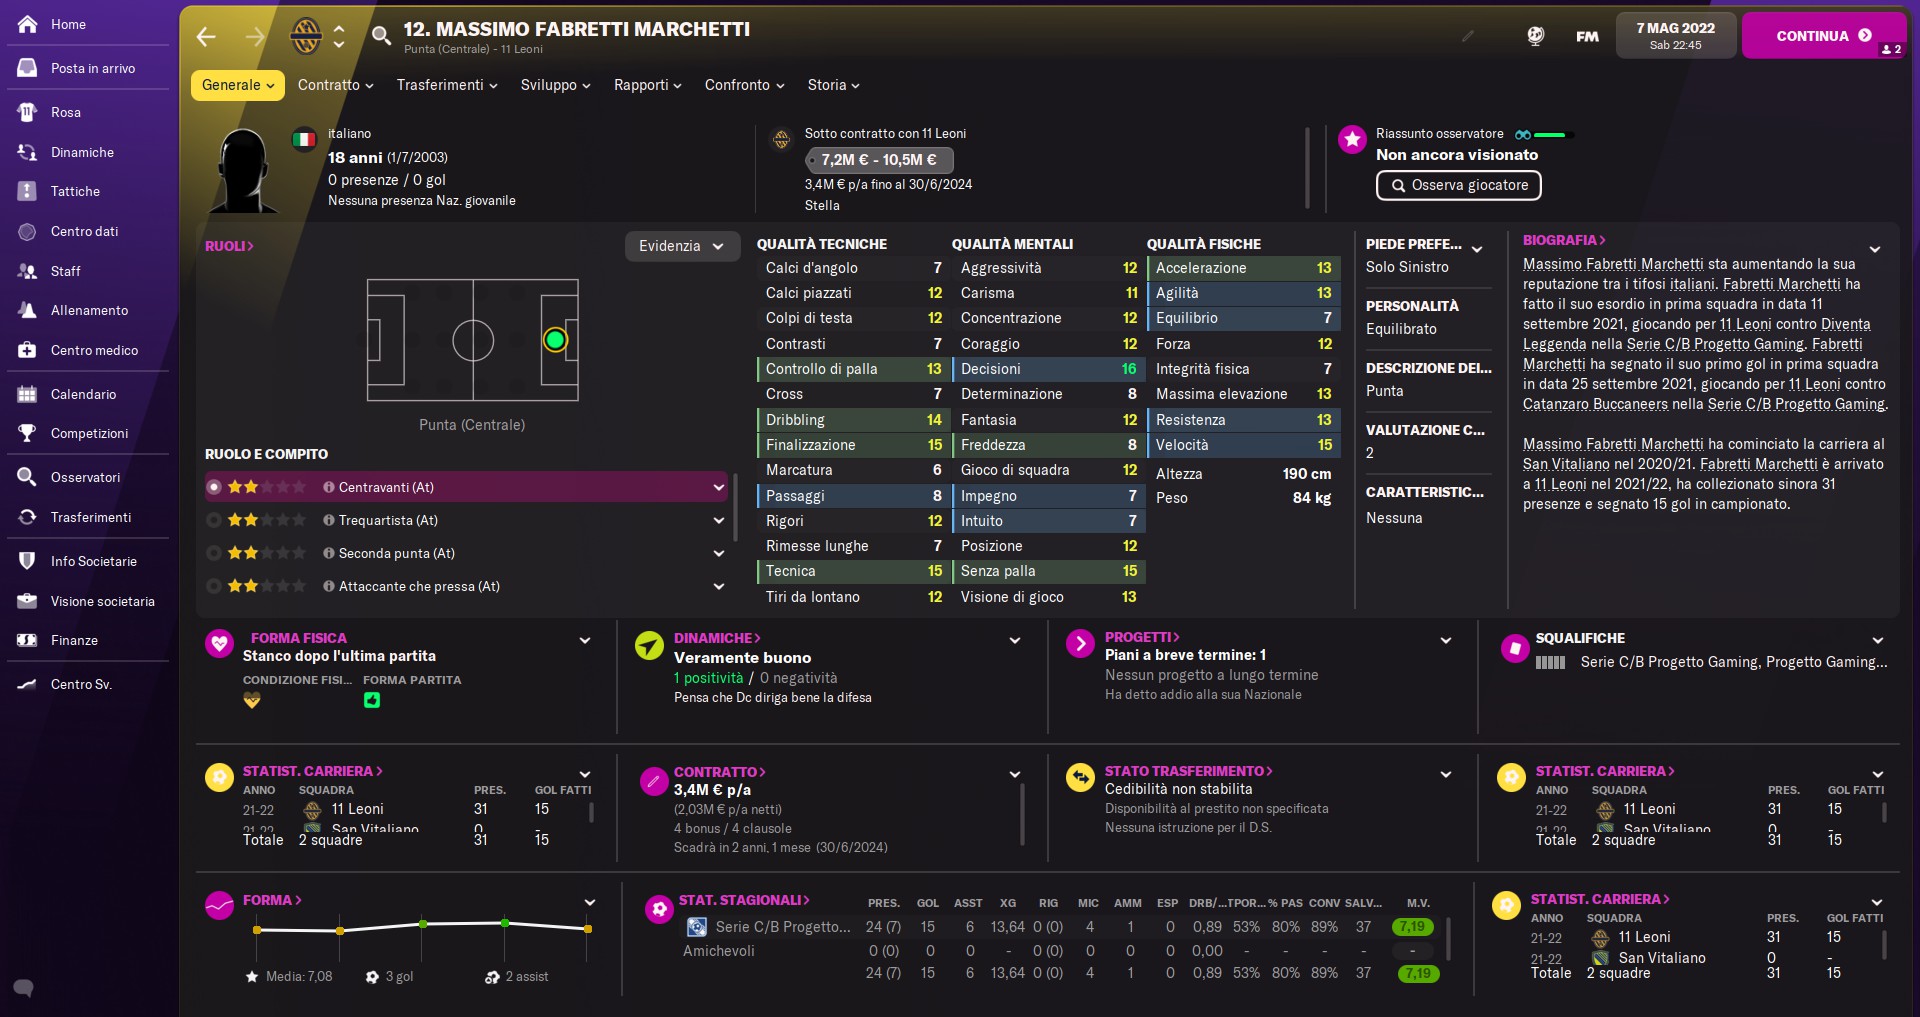 Home
Posta in arrivo
Rosa
Dinamiche
Tattiche
Centro dati
Staff
Allenamento
Centro medico
Calendario
Competizioni
Osservatori
Trasferimenti
Info Societarie
Visione societaria
Finanze
Centro Sv.
12. MASSIMO FABRETTI MARCHETTI
Punta (Centrale) - 11 Leoni
FM
7 MAG 2022
Sab 22:45
CONTINUA
2
Generale Contratto Trasferimenti Sviluppo Rapporti Confronto Storia
italiano
18 anni (1/7/2003)
0 presenze / 0 gol
Nessuna presenza Naz. giovanile
Sotto contratto con 11 Leoni
7,2M € - 10,5M €
3,4M € p/a fino al 30/6/2024
Stella
Riassunto osservatore
Non ancora visionato
Osserva giocatore
RUOLI
Evidenzia
Punta (Centrale)
RUOLO E COMPITO
Centravanti (At)
Trequartista (At)
Seconda punta (At)
Attaccante che pressa (At)
QUALITÀ TECNICHE
Calci d'angolo 7
Calci piazzati 12
Colpi di testa 12
Contrasti 7
Controllo di palla 13
Cross 7
Dribbling 14
Finalizzazione 15
Marcatura 6
Passaggi 8
Rigori 12
Rimesse lunghe 7
Tecnica 15
Tiri da lontano 12
QUALITÀ MENTALI
Aggressività 12
Carisma 11
Concentrazione 12
Coraggio 12
Decisioni 16
Determinazione 8
Fantasia 12
Freddezza 8
Gioco di squadra 12
Impegno 7
Intuito 7
Posizione 12
Senza palla 15
Visione di gioco 13
QUALITÀ FISICHE
Accelerazione 13
Agilità 13
Equilibrio 7
Forza 12
Integrità fisica 7
Massima elevazione 13
Resistenza 13
Velocità 15
Altezza 190 cm
Peso 84 kg
PIEDE PREFE...
Solo Sinistro
PERSONALITÀ
Equilibrato
DESCRIZIONE DEI...
Punta
VALUTAZIONE C...
2
CARATTERISTIC...
Nessuna
BIOGRAFIA
Massimo Fabretti Marchetti sta aumentando la sua
reputazione tra i tifosi italiani. Fabretti Marchetti ha
fatto il suo esordio in prima squadra in data 11
settembre 2021, giocando per 11 Leoni contro Diventa
Leggenda nella Serie C/B Progetto Gaming. Fabretti
Marchetti ha segnato il suo primo gol in prima squadra
in data 25 settembre 2021, giocando per 11 Leoni contro
Catanzaro Buccaneers nella Serie C/B Progetto Gaming.
Massimo Fabretti Marchetti ha cominciato la carriera al
San Vitaliano nel 2020/21. Fabretti Marchetti è arrivato
a 11 Leoni nel 2021/22, ha collezionato sinora 31
presenze e segnato 15 gol in campionato.
FORMA FISICA
Stanco dopo l'ultima partita
CONDIZIONE FISI... FORMA PARTITA
DINAMICHE
Veramente buono
1 positività / 0 negatività
Pensa che Dc diriga bene la difesa
PROGETTI
Piani a breve termine: 1
Nessun progetto a lungo termine
Ha detto addio alla sua Nazionale
SQUALIFICHE
Serie C/B Progetto Gaming, Progetto Gaming...
STATIST. CARRIERA
ANNO SQUADRA PRES. GOL FATTI
21-22 11 Leoni 31 15
21-22 San Vitaliano 0 -
Totale 2 squadre 31 15
CONTRATTO
3,4M € p/a
(2,03M € p/a netti)
4 bonus / 4 clausole
Scadrà in 2 anni, 1 mese (30/6/2024)
STATO TRASFERIMENTO
Cedibilità non stabilita
Disponibilità al prestito non specificata
Nessuna istruzione per il D.S.
STATIST. CARRIERA
ANNO SQUADRA PRES. GOL FATTI
21-22 11 Leoni 31 15
21-22 San Vitaliano 0 -
Totale 2 squadre 31 15
FORMA
Media: 7,08 3 gol 2 assist
STAT. STAGIONALI PRES. GOL ASST XG RIG MIC AMM ESP DRB/... TPOR... % PAS CONV SALV... M.V.
Serie C/B Progetto... 24 (7) 15 6 13,64 0 (0) 4 1 0 0,89 53% 80% 89% 37 7,19
Amichevoli 0 (0) 0 0 - 0 (0) 0 0 0 0,00 - - - - -
24 (7) 15 6 13,64 0 (0) 4 1 0 0,89 53% 80% 89% 37 7,19
STATIST. CARRIERA
ANNO SQUADRA PRES. GOL FATTI
21-22 11 Leoni 31 15
21-22 San Vitaliano 0 -
Totale 2 squadre 31 15